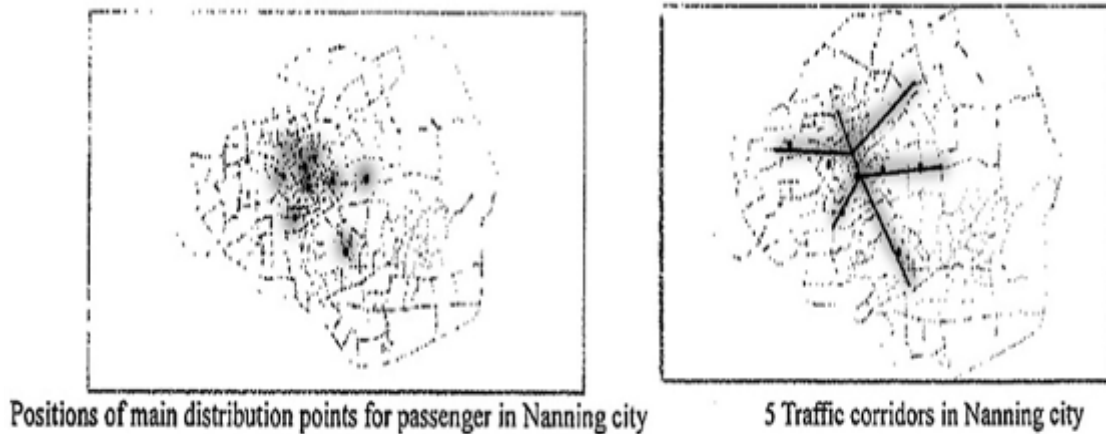 Positions of main distribution points for passenger in Nanning city
5 Traffic corridors in Nanning city